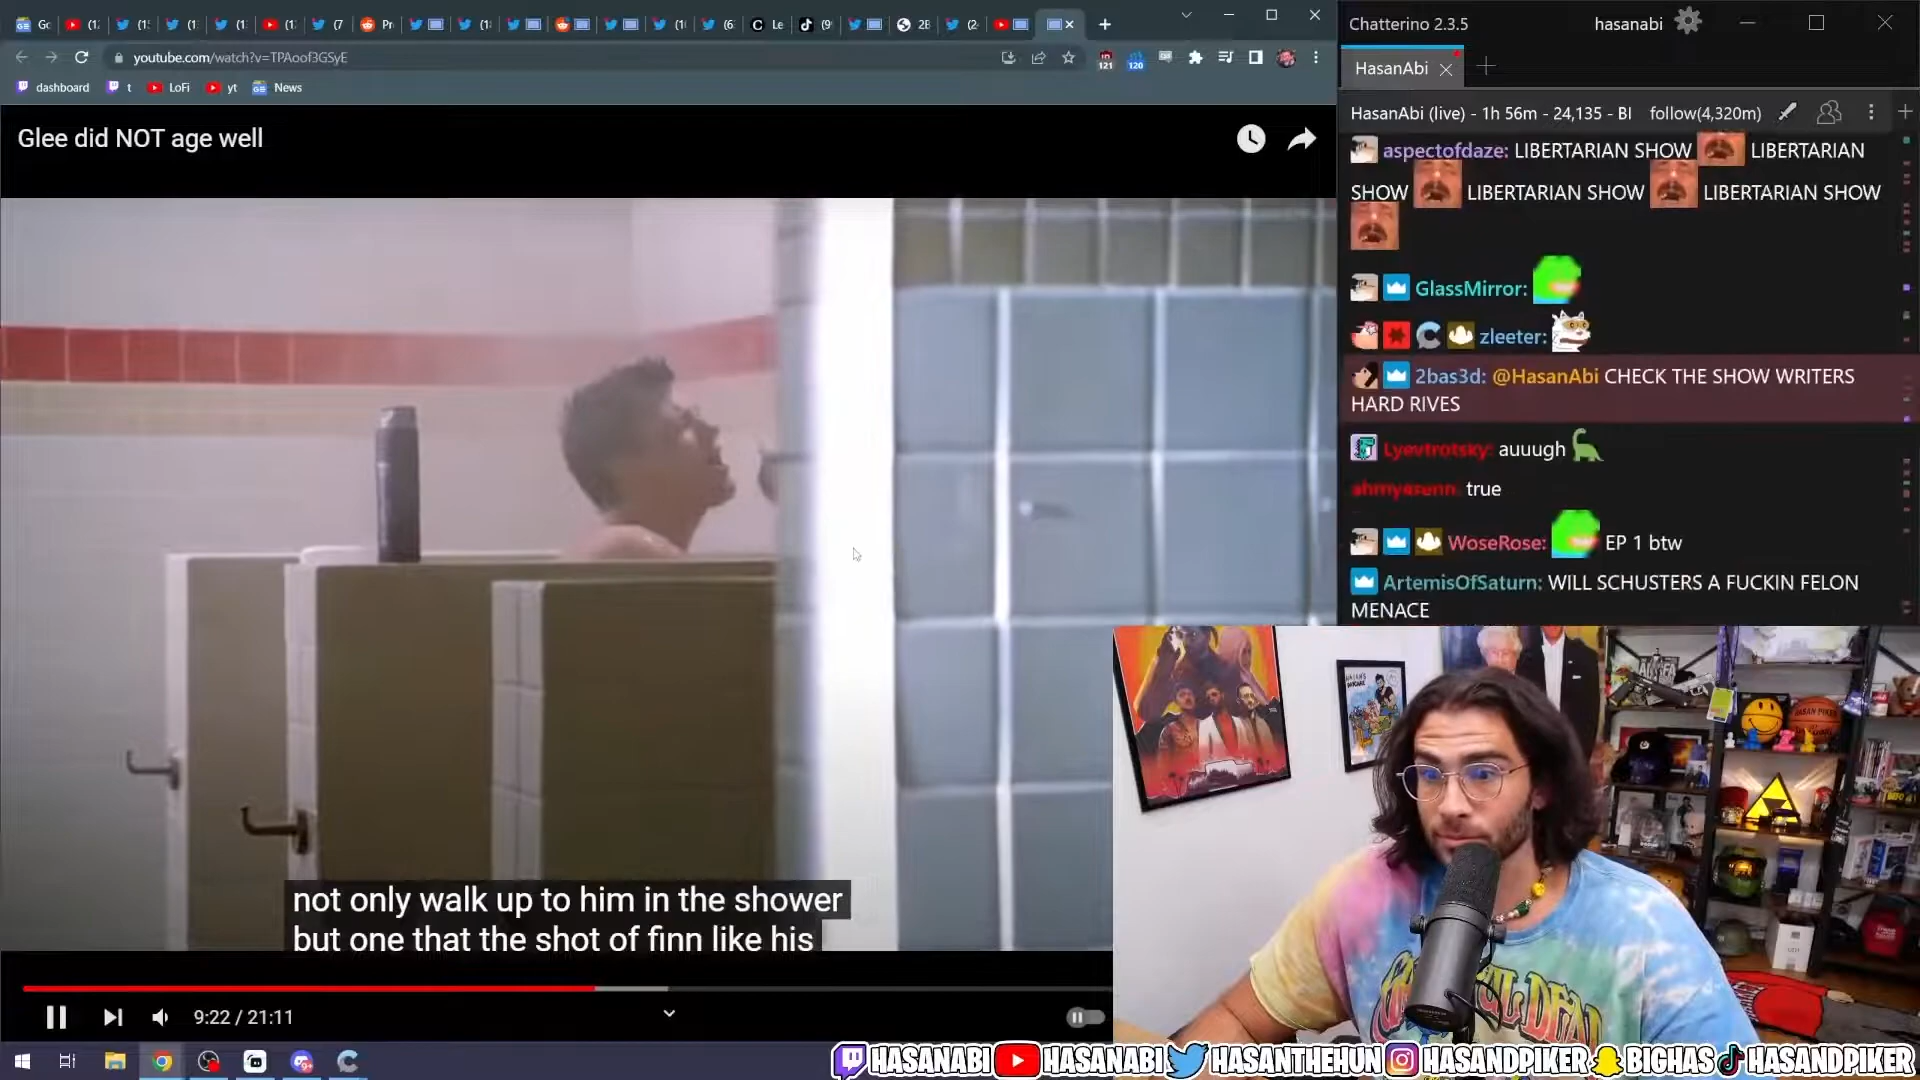 Chatterino 2.3.5
hasanabi
youtube.com/watch?v=TPAoof3GSyE
121
120
HasanAbi
dashboard
t
LoFi
yt
News
HasanAbi (live) - 1h 56m - 24,135 - Bl
follow(4,320m)
Glee did NOT age well
aspectofdaze: LIBERTARIAN SHOW LIBERTARIAN
SHOW LIBERTARIAN SHOW LIBERTARIAN SHOW
GlassMirror:
zleeter:
2bas3d: @HasanAbi CHECK THE SHOW WRITERS
HARD RIVES
Lyevtrotsky: auuugh
true
WoseRose: EP 1 btw
ArtemisOfSaturn: WILL SCHUSTERS A FUCKIN FELON
MENACE
not only walk up to him in the shower
but one that the shot of finn like his
9:22 / 21:11
HASANABI HASANABI HASANTHEHUN HASANDPIKER BIGHAS HASANDPIKER